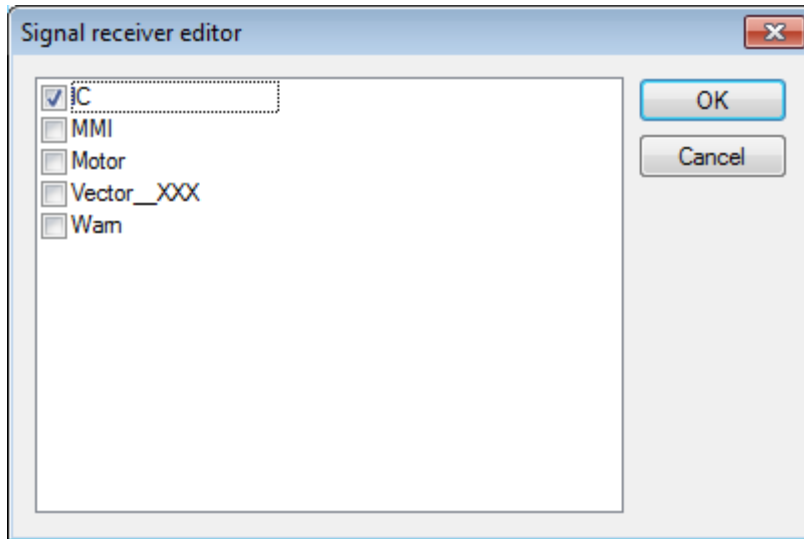 Signal receiver editor
IC
MMI
Motor
Vector__XXX
Warn
OK
Cancel